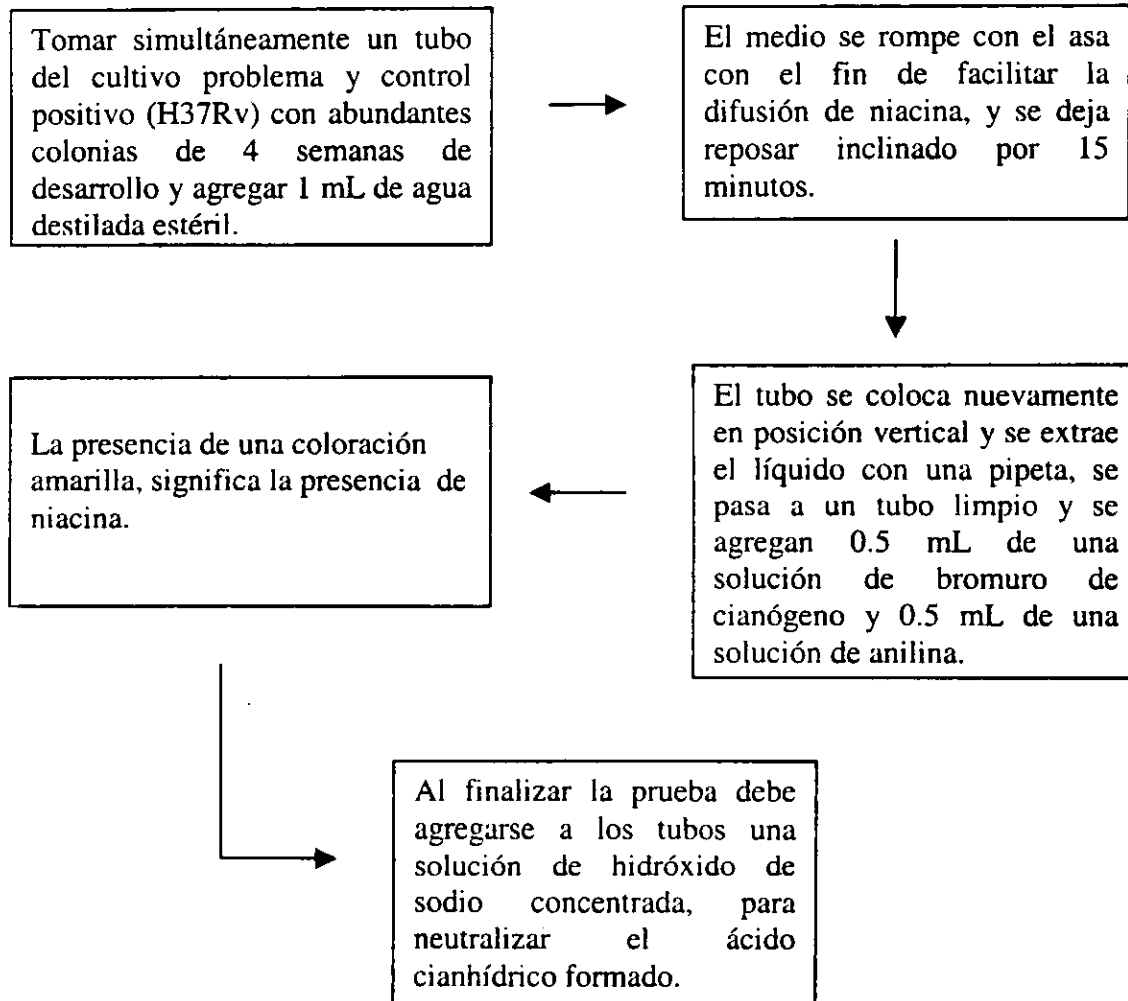 Tomar simultáneamente un tubo
del cultivo problema y control
positivo (H37Rv) con abundantes
colonias de 4 semanas de
desarrollo y agregar 1 mL de agua
destilada estéril.
El medio se rompe con el asa
con el fin de facilitar la
difusión de niacina, y se deja
reposar inclinado por 15
minutos.
El tubo se coloca nuevamente
en posición vertical y se extrae
el líquido con una pipeta, se
pasa a un tubo limpio y se
agregan 0.5 mL de una
solución de bromuro de
cianógeno y 0.5 mL de una
solución de anilina.
La presencia de una coloración
amarilla, significa la presencia de
niacina.
Al finalizar la prueba debe
agregarse a los tubos una
solución de hidróxido de
sodio concentrada, para
neutralizar el ácido
cianhídrico formado.